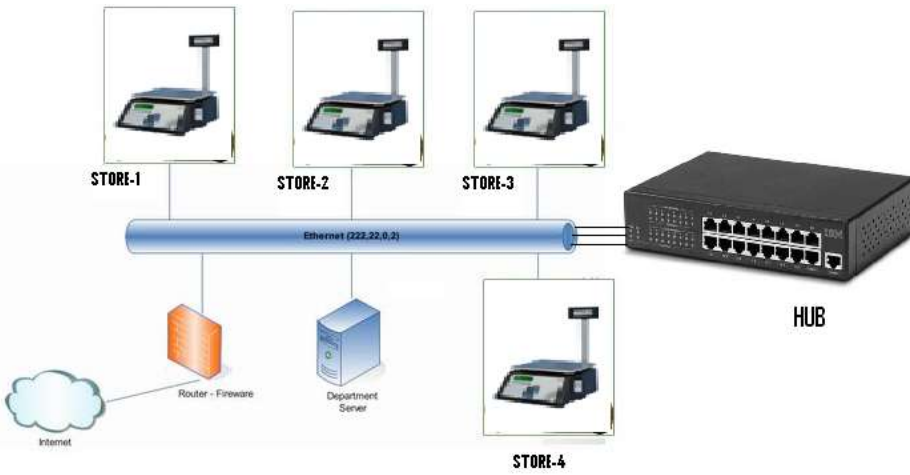 STORE-1
STORE-2
STORE-3
Ethernet (222,22,0,2)
IBM
HUB
Router - Fireware
Department
Server
Internet
STORE-4